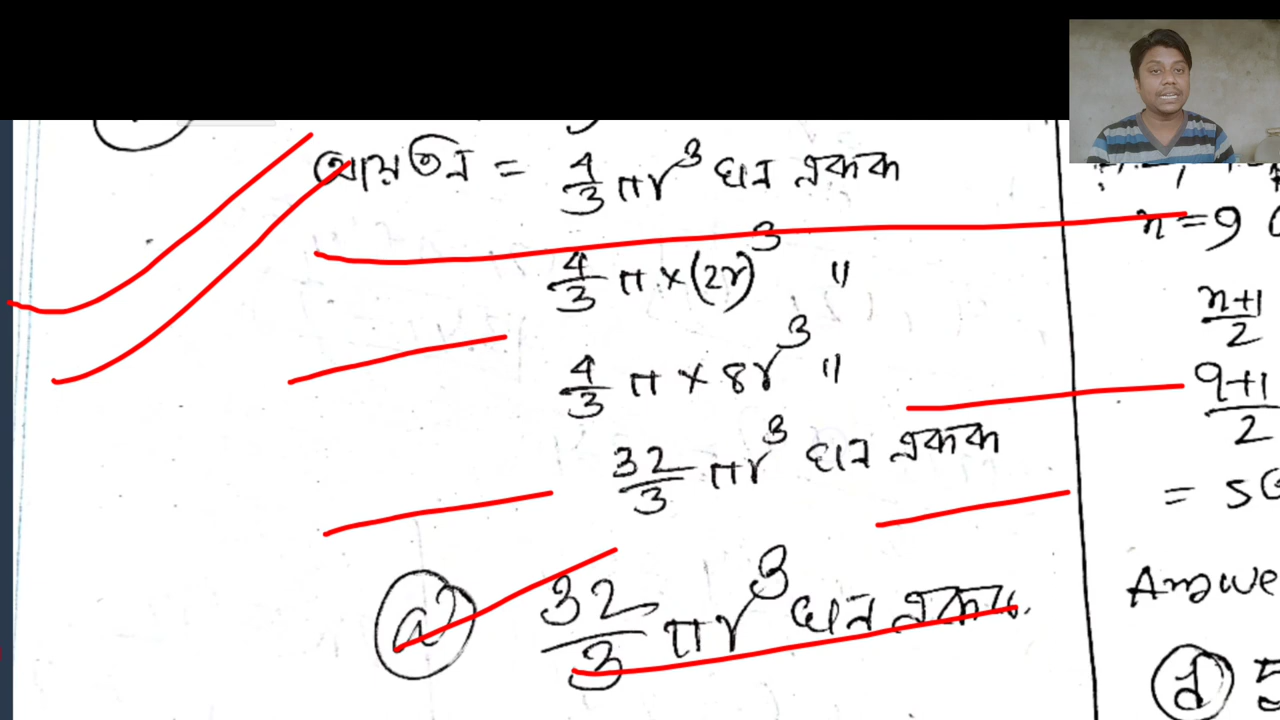 আয়তন = 4/3 πr³ ঘন একক
4/3 π × (2r)³ "
4/3 π × 8r³ "
32/3 πr³ ঘন একক
a 32/3 πr³ ঘন একক
n = 9
n+1/2
9+1/2
= 5
Answe